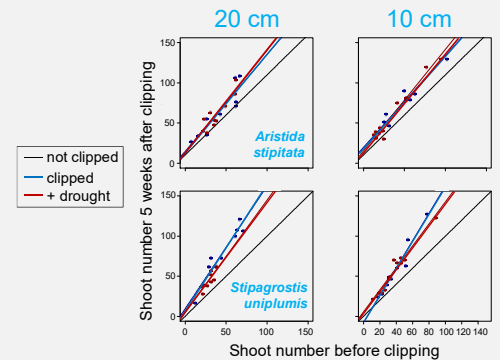 20 cm
10 cm
Shoot number 5 weeks after clipping
150
100
50
0
Aristida
stipitata
not clipped
clipped
+ drought
150
100
50
0
Stipagrostis
uniplumis
0 50 100 150
0 20 40 60 80 100 120 140
Shoot number before clipping